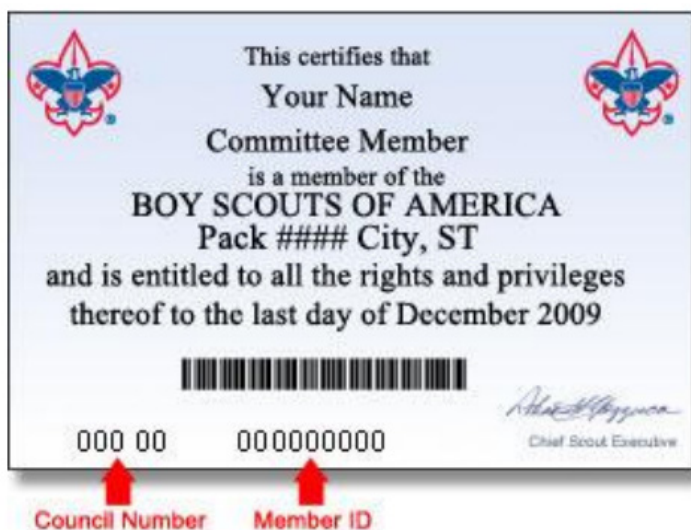 This certifies that
Your Name
Committee Member
is a member of the
BOY SCOUTS OF AMERICA
Pack #### City, ST
and is entitled to all the rights and privileges
thereof to the last day of December 2009
Chief Scout Executive
000 00 000000000
Council Number Member ID